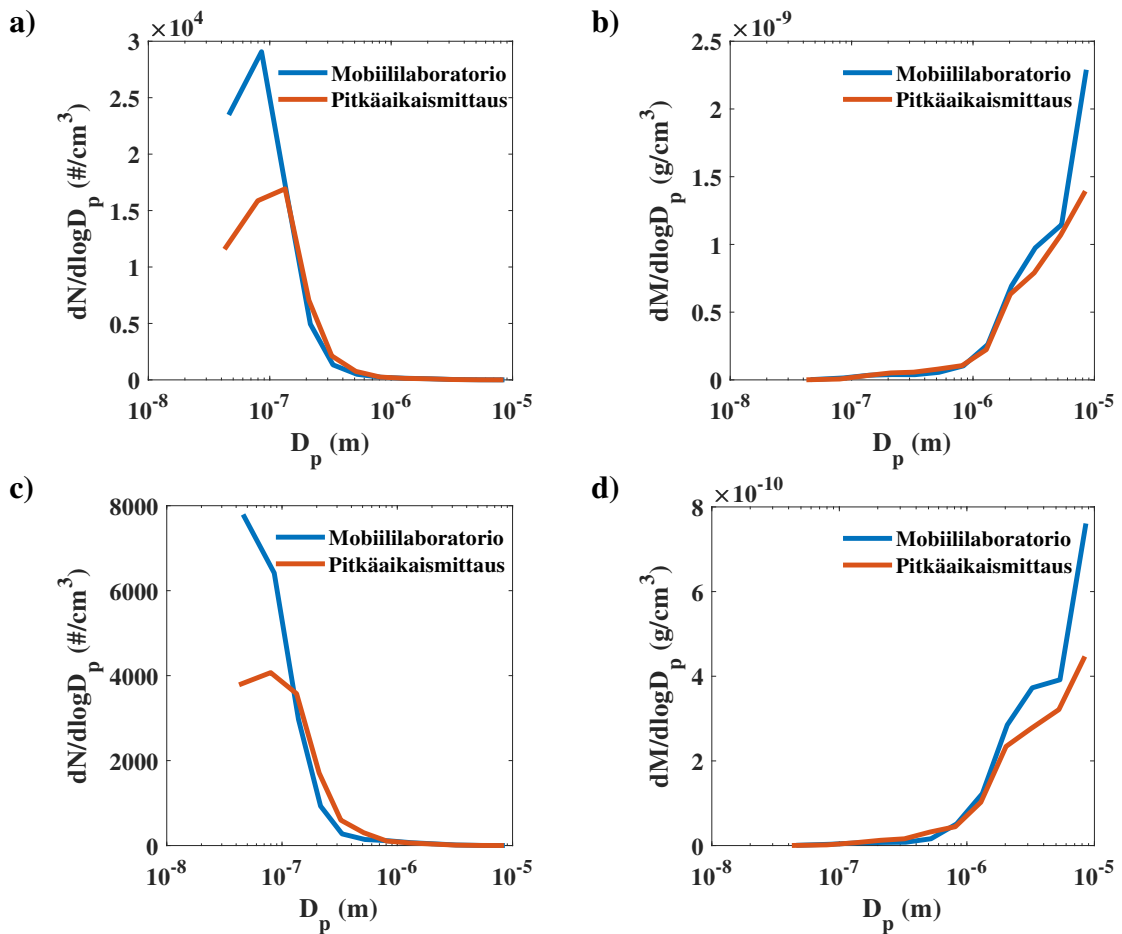 a)
×10^4
3
2.5
2
1.5
1
0.5
0
10^-8
10^-7
10^-6
10^-5
dN/dlogD_p (#/cm^3)
D_p (m)
Mobiililaboratorio
Pitkäaikaismittaus
b)
×10^-9
2.5
2
1.5
1
0.5
0
10^-8
10^-7
10^-6
10^-5
dM/dlogD_p (g/cm^3)
D_p (m)
Mobiililaboratorio
Pitkäaikaismittaus
c)
8000
6000
4000
2000
0
10^-8
10^-7
10^-6
10^-5
dN/dlogD_p (#/cm^3)
D_p (m)
Mobiililaboratorio
Pitkäaikaismittaus
d)
×10^-10
8
6
4
2
0
10^-8
10^-7
10^-6
10^-5
dM/dlogD_p (g/cm^3)
D_p (m)
Mobiililaboratorio
Pitkäaikaismittaus